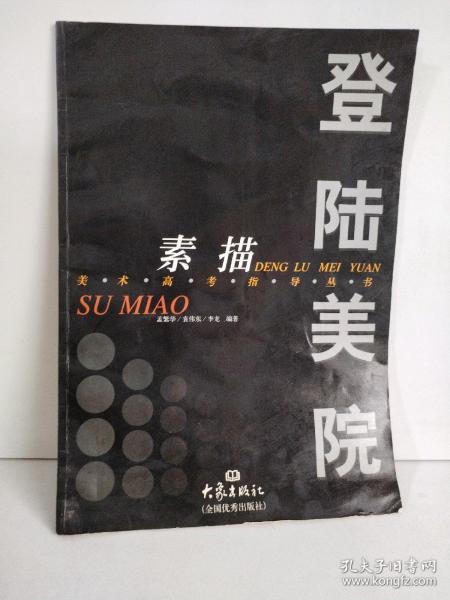 登陆美院
素描
DENG LU MEI YUAN
美·术·高·考·指·导·丛·书
SU MIAO
孟繁华/袁伟东/李龙 编著
大象出版社
(全国优秀出版社)
孔夫子旧书网
www.kongfz.com